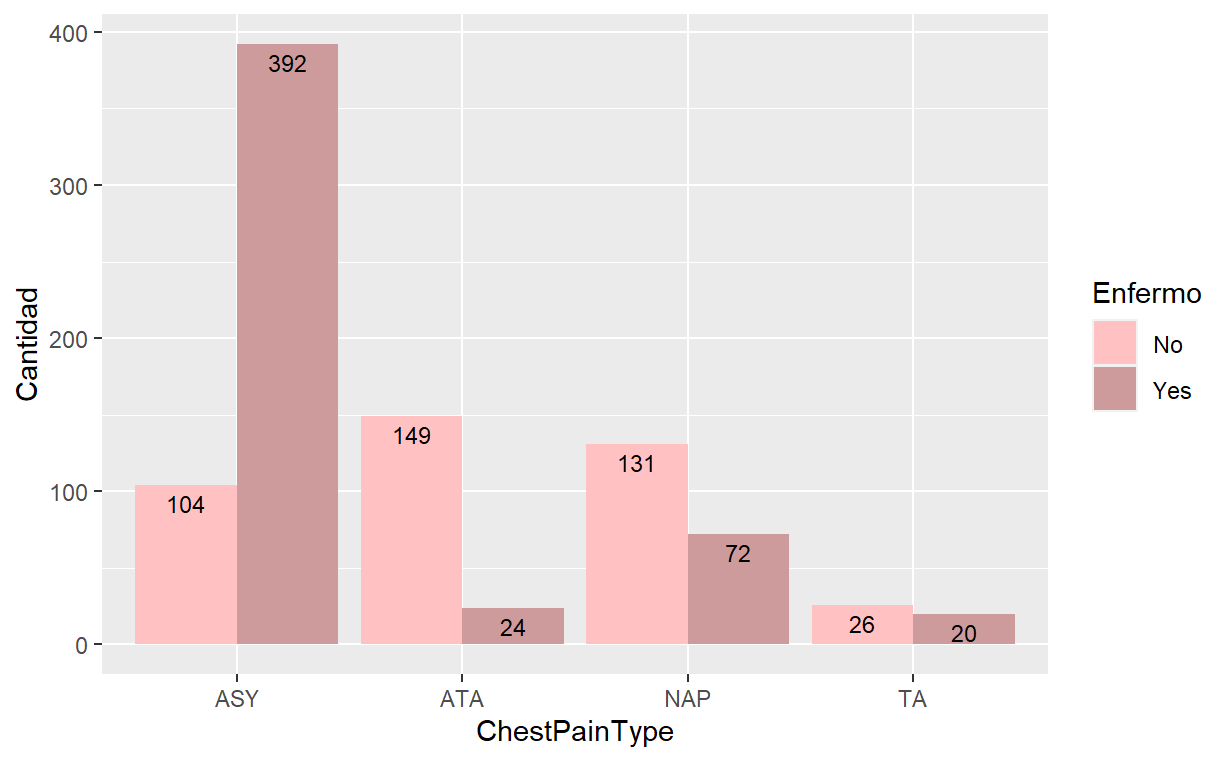 400
300
200
100
0
Cantidad
392
104
149
24
131
72
26
20
ASY
ATA
NAP
TA
ChestPainType
Enfermo
No
Yes